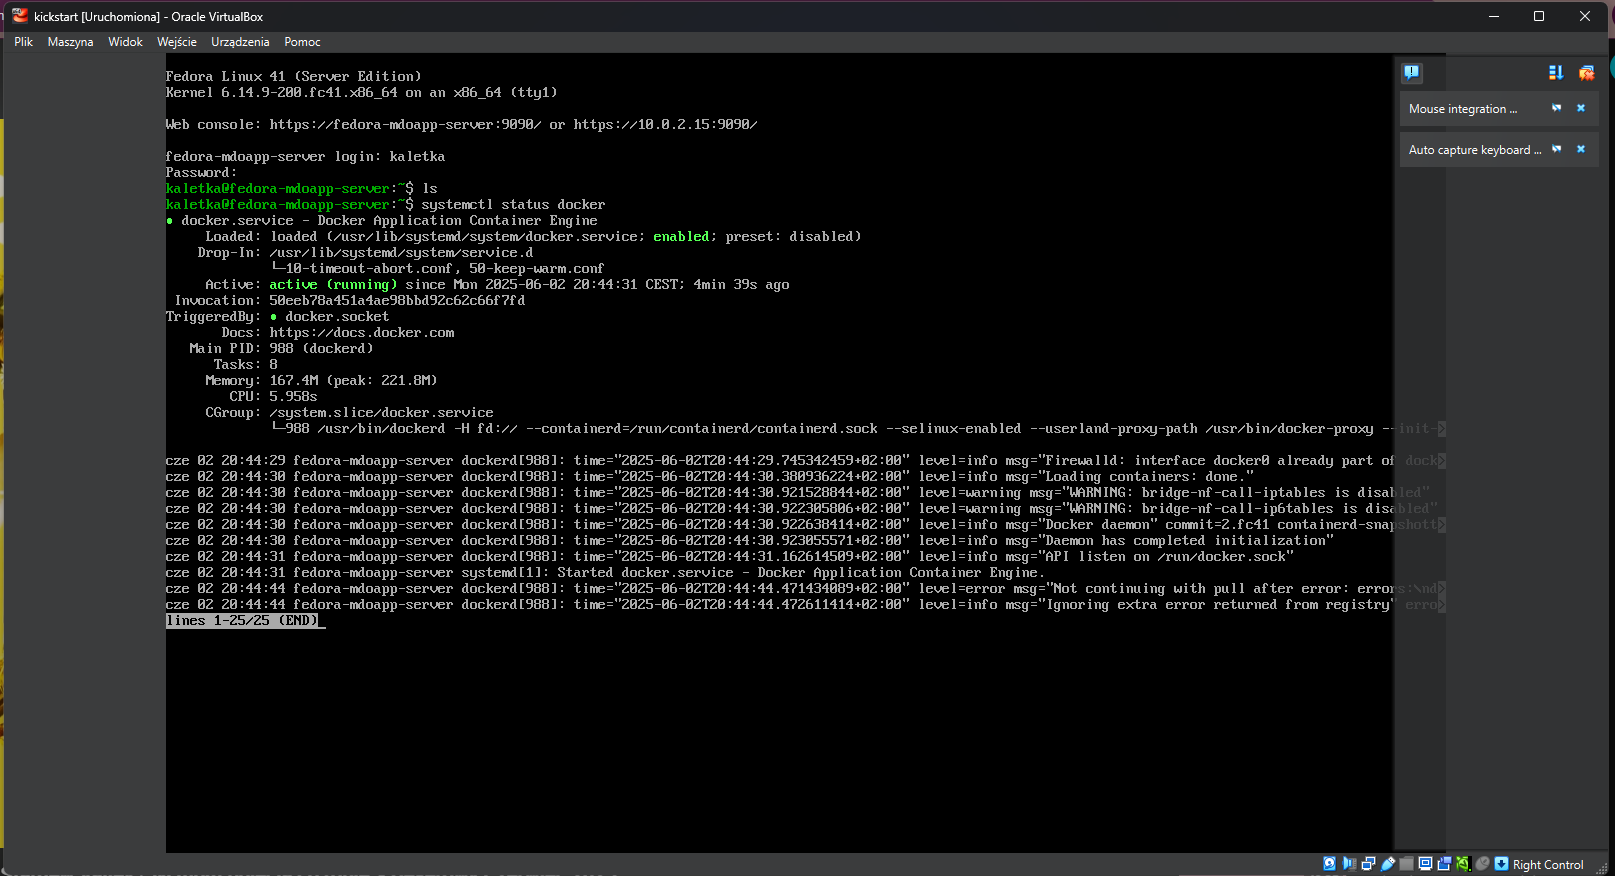 kickstart [Uruchomiona] - Oracle VirtualBox
Plik Maszyna Widok Wejście Urządzenia Pomoc
Fedora Linux 41 (Server Edition)
Kernel 6.14.9-200.fc41.x86_64 on an x86_64 (tty1)
Web console: https://fedora-mdoapp-server:9090/ or https://10.0.2.15:9090/
fedora-mdoapp-server login: kaletka
Password:
kaletka@fedora-mdoapp-server:~$ ls
kaletka@fedora-mdoapp-server:~$ systemctl status docker
● docker.service - Docker Application Container Engine
Loaded: loaded (/usr/lib/systemd/system/docker.service; enabled; preset: disabled)
Drop-In: /usr/lib/systemd/system/service.d
└─10-timeout-abort.conf, 50-keep-warm.conf
Active: active (running) since Mon 2025-06-02 20:44:31 CEST; 4min 39s ago
Invocation: 50eeb78a451a4ae98bbd92c62c66f7fd
TriggeredBy: ● docker.socket
Docs: https://docs.docker.com
Main PID: 988 (dockerd)
Tasks: 8
Memory: 167.4M (peak: 221.8M)
CPU: 5.958s
CGroup: /system.slice/docker.service
└─988 /usr/bin/dockerd -H fd:// --containerd=/run/containerd/containerd.sock --selinux-enabled --userland-proxy-path /usr/bin/docker-proxy --init->
cze 02 20:44:29 fedora-mdoapp-server dockerd[988]: time="2025-06-02T20:44:29.745342459+02:00" level=info msg="Firewalld: interface docker0 already part of dock>
cze 02 20:44:30 fedora-mdoapp-server dockerd[988]: time="2025-06-02T20:44:30.380936224+02:00" level=info msg="Loading containers: done."
cze 02 20:44:30 fedora-mdoapp-server dockerd[988]: time="2025-06-02T20:44:30.921528844+02:00" level=warning msg="WARNING: bridge-nf-call-iptables is disabled"
cze 02 20:44:30 fedora-mdoapp-server dockerd[988]: time="2025-06-02T20:44:30.922305806+02:00" level=warning msg="WARNING: bridge-nf-call-ip6tables is disabled"
cze 02 20:44:30 fedora-mdoapp-server dockerd[988]: time="2025-06-02T20:44:30.922638414+02:00" level=info msg="Docker daemon" commit=2.fc41 containerd-snapshott>
cze 02 20:44:30 fedora-mdoapp-server dockerd[988]: time="2025-06-02T20:44:30.923055571+02:00" level=info msg="Daemon has completed initialization"
cze 02 20:44:31 fedora-mdoapp-server dockerd[988]: time="2025-06-02T20:44:31.162614509+02:00" level=info msg="API listen on /run/docker.sock"
cze 02 20:44:31 fedora-mdoapp-server systemd[1]: Started docker.service - Docker Application Container Engine.
cze 02 20:44:44 fedora-mdoapp-server dockerd[988]: time="2025-06-02T20:44:44.471434089+02:00" level=error msg="Not continuing with pull after error: errors:\nd>
cze 02 20:44:44 fedora-mdoapp-server dockerd[988]: time="2025-06-02T20:44:44.472611414+02:00" level=info msg="Ignoring extra error returned from registry" erro>
lines 1-25/25 (END)
Mouse integration ...
Auto capture keyboard ...
Right Control